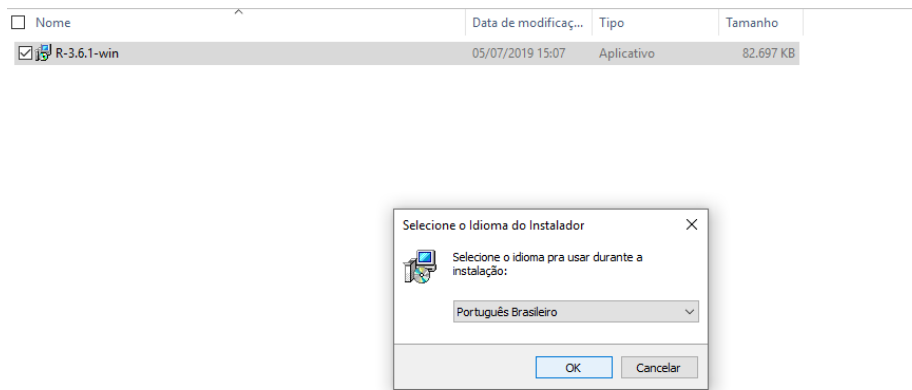 Nome Data de modificaç... Tipo Tamanho
R-3.6.1-win 05/07/2019 15:07 Aplicativo 82.697 KB
Selecione o Idioma do Instalador
Selecione o idioma pra usar durante a
instalação:
Português Brasileiro
OK Cancelar